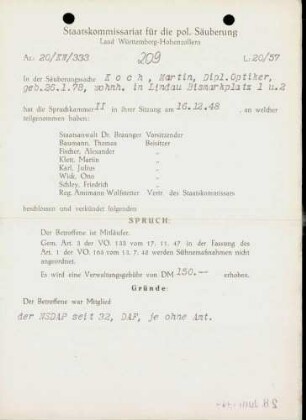 Staatskommissariat für die pol. Säuberung
Land Württemberg-Hohenzollern
Nr. 20/XV/333 209 L. 20/57
In der Säuberungssache Koch, Martin, Dipl.Optiker,
geb.26.1.78, wohnh. in Lindau Bismarkplatz 1 u.2
hat die Spruchkammer II in ihrer Sitzung am 16.12.48, an welcher
teilgenommen haben:
Staatsanwalt Dr. Braunger Vorsitzender
Baumann, Thomas Beisitzer
Fischer, Alexander "
Klett, Martin "
Karl, Julius "
Wick, Otto "
Schley, Friedrich "
Reg. Amtmann Wollstetter Vertr. des Staatskommissars
beschlossen und verkündet folgenden
SPRUCH:
Der Betroffene ist Mitläufer.
Gem. Art. 3 der VO. 133 vom 17. 11. 47 in der Fassung des
Art. 1 der VO. 165 vom 13. 7. 48 werden Sühnemaßnahmen nicht
angeordnet.
Es wird eine Verwaltungsgebühr von DM 150.-- erhoben.
Gründe:
Der Betroffene war Mitglied
der NSDAP seit 32, DAF, je ohne Amt.